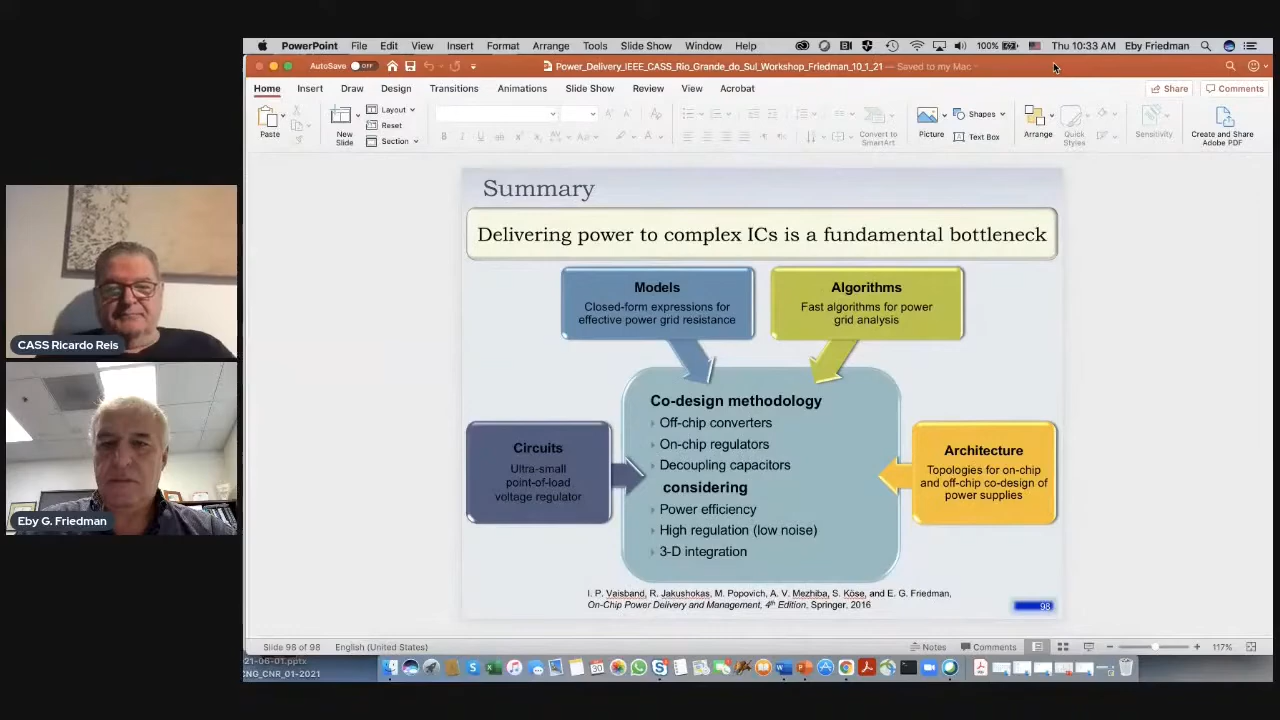 PowerPoint File Edit View Insert Format Arrange Tools Slide Show Window Help 100% Thu 10:33 AM Eby Friedman
AutoSave OFF Power_Delivery_IEEE_CASS_Rio_Grande_do_Sul_Workshop_Friedman_10_1_21 — Saved to my Mac
Home Insert Draw Design Transitions Animations Slide Show Review View Acrobat Share Comments
Paste
New Slide
Layout
Reset
Section
Convert to SmartArt
Picture
Shapes
Text Box
Arrange
Quick Styles
Sensitivity
Create and Share Adobe PDF
Summary
Delivering power to complex ICs is a fundamental bottleneck
Models
Closed-form expressions for
effective power grid resistance
Algorithms
Fast algorithms for power
grid analysis
CASS Ricardo Reis
Circuits
Ultra-small
point-of-load
voltage regulator
Co-design methodology
Off-chip converters
On-chip regulators
Decoupling capacitors
considering
Power efficiency
High regulation (low noise)
3-D integration
Architecture
Topologies for on-chip
and off-chip co-design of
power supplies
Eby G. Friedman
I. P. Vaisband, R. Jakushokas, M. Popovich, A. V. Mezhiba, S. Köse, and E. G. Friedman,
On-Chip Power Delivery and Management, 4th Edition, Springer, 2016
98
Slide 98 of 98 English (United States) Notes Comments 117%
21-06-01.pptx
CNG_CNR_01-2021